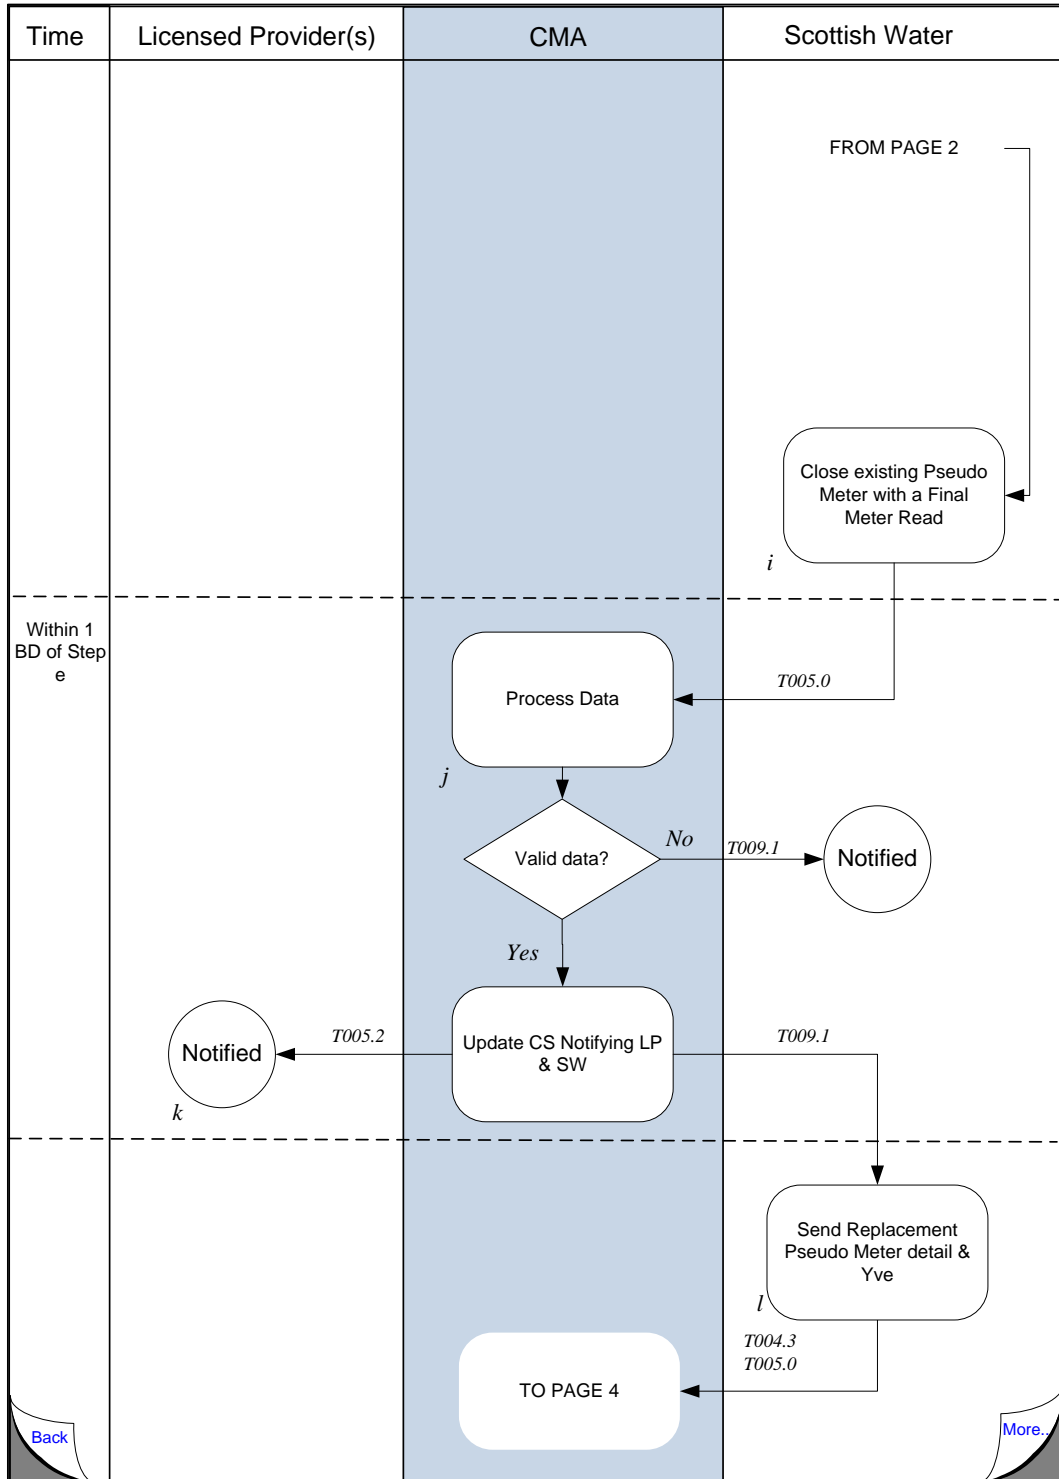 Time
Licensed Provider(s)
CMA
Scottish Water
FROM PAGE 2
Close existing Pseudo
Meter with a Final
Meter Read
i
Within 1
BD of Step
e
T005.0
Process Data
j
Valid data?
No
T009.1
Notified
Yes
Notified
k
T005.2
Update CS Notifying LP
& SW
T009.1
Send Replacement
Pseudo Meter detail &
Yve
l
T004.3
T005.0
TO PAGE 4
Back
More..